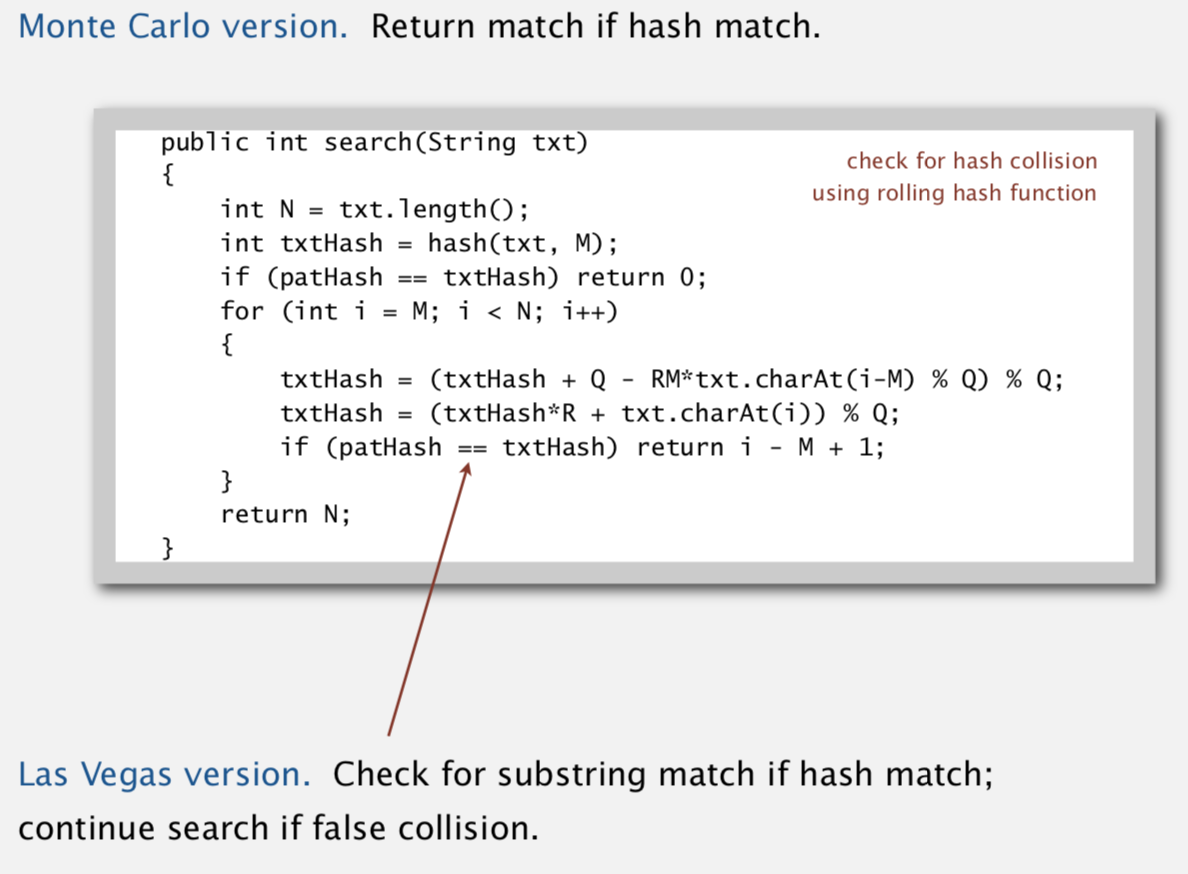 Monte Carlo version. Return match if hash match.
public int search(String txt)
check for hash collision
using rolling hash function
{
int N = txt.length();
int txtHash = hash(txt, M);
if (patHash == txtHash) return 0;
for (int i = M; i < N; i++)
{
txtHash = (txtHash + Q - RM*txt.charAt(i-M) % Q) % Q;
txtHash = (txtHash*R + txt.charAt(i)) % Q;
if (patHash == txtHash) return i - M + 1;
}
return N;
}
Las Vegas version. Check for substring match if hash match;
continue search if false collision.